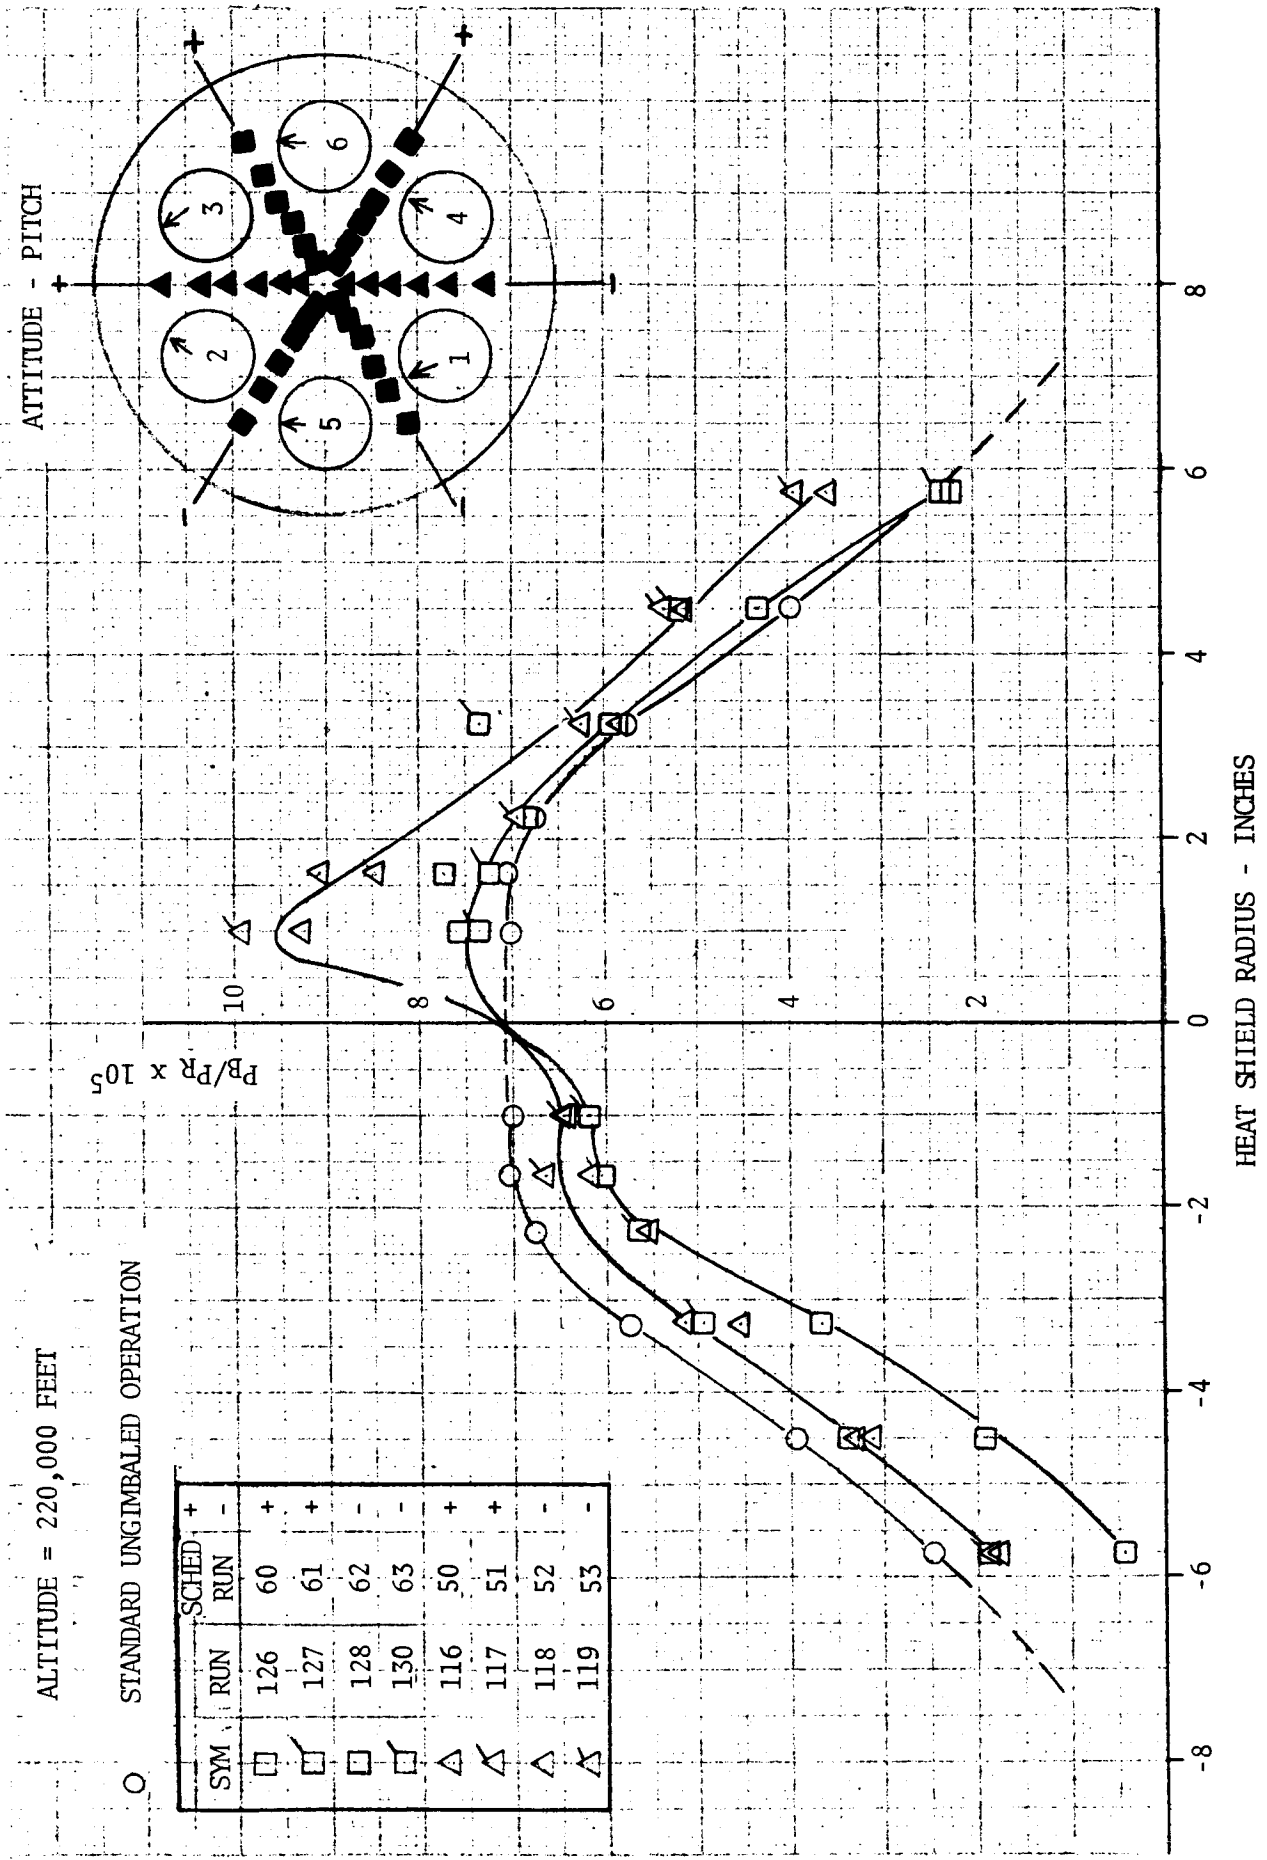 ALTITUDE = 220,000 FEET
ATTITUDE - PITCH
STANDARD UNGIMBALED OPERATION
SCHED +
SYM RUN RUN -
126 60 +
127 61 +
128 62 -
130 63 -
116 50 +
117 51 +
118 52 -
119 53 -
+
+
+
-
-
-
2
3
5
6
1
4
PB/PR x 10⁵
10
8
6
4
2
-8
-6
-4
-2
0
2
4
6
8
HEAT SHIELD RADIUS - INCHES